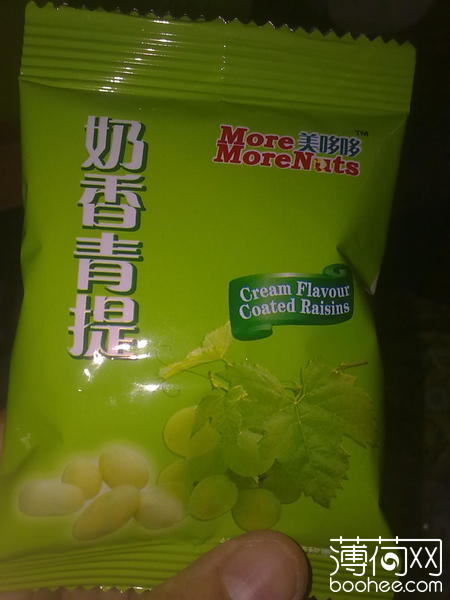 奶香青提
More 美哆哆 ™
MoreNuts
Cream Flavour
Coated Raisins
薄荷网
boohee.com